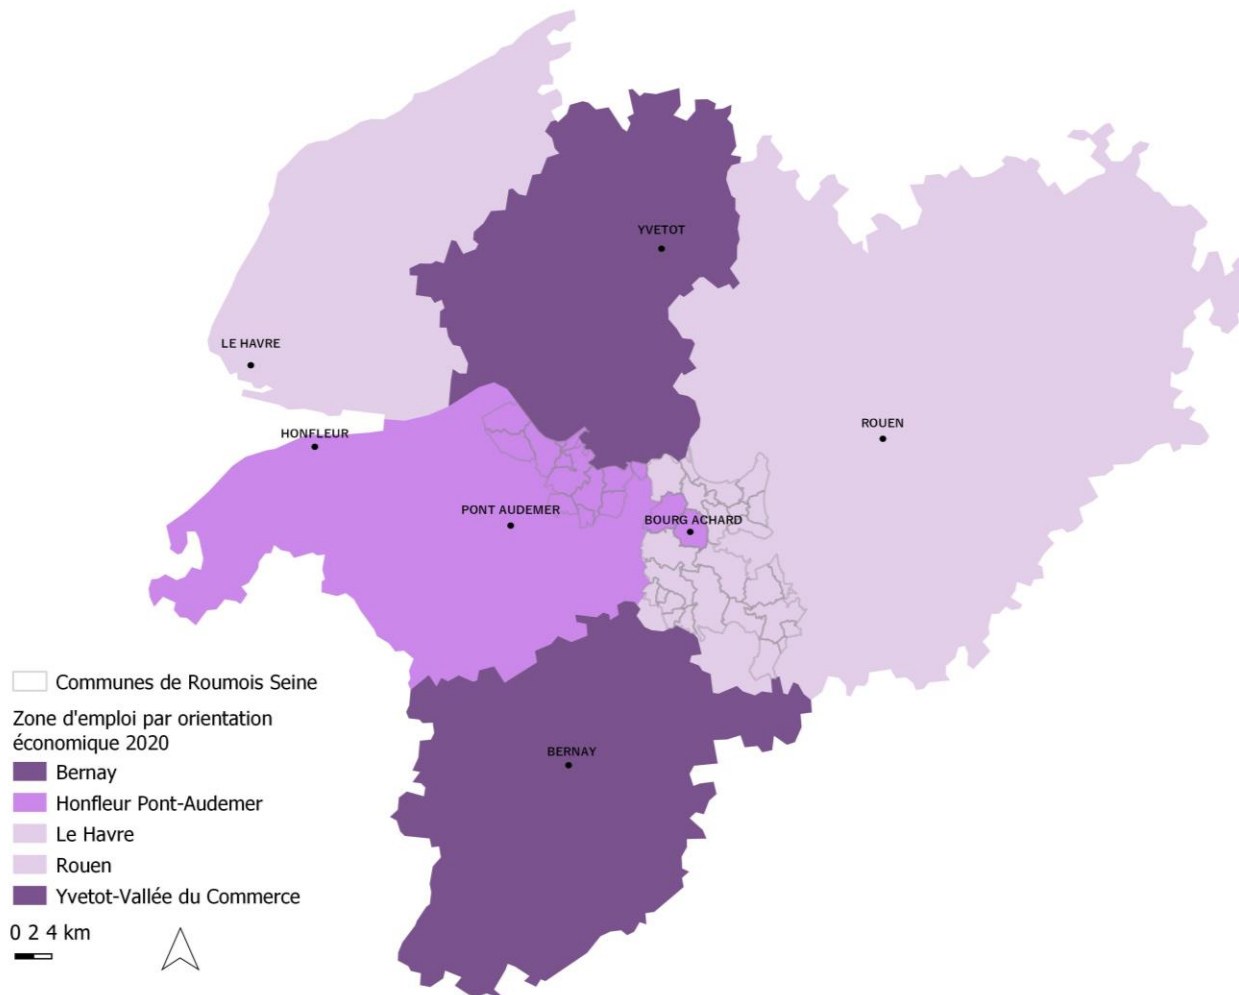 YVETOT
LE HAVRE
ROUEN
HONFLEUR
PONT AUDEMER
BOURG ACHARD
BERNAY
Communes de Roumois Seine
Zone d'emploi par orientation
économique 2020
Bernay
Honfleur Pont-Audemer
Le Havre
Rouen
Yvetot-Vallée du Commerce
0 2 4 km